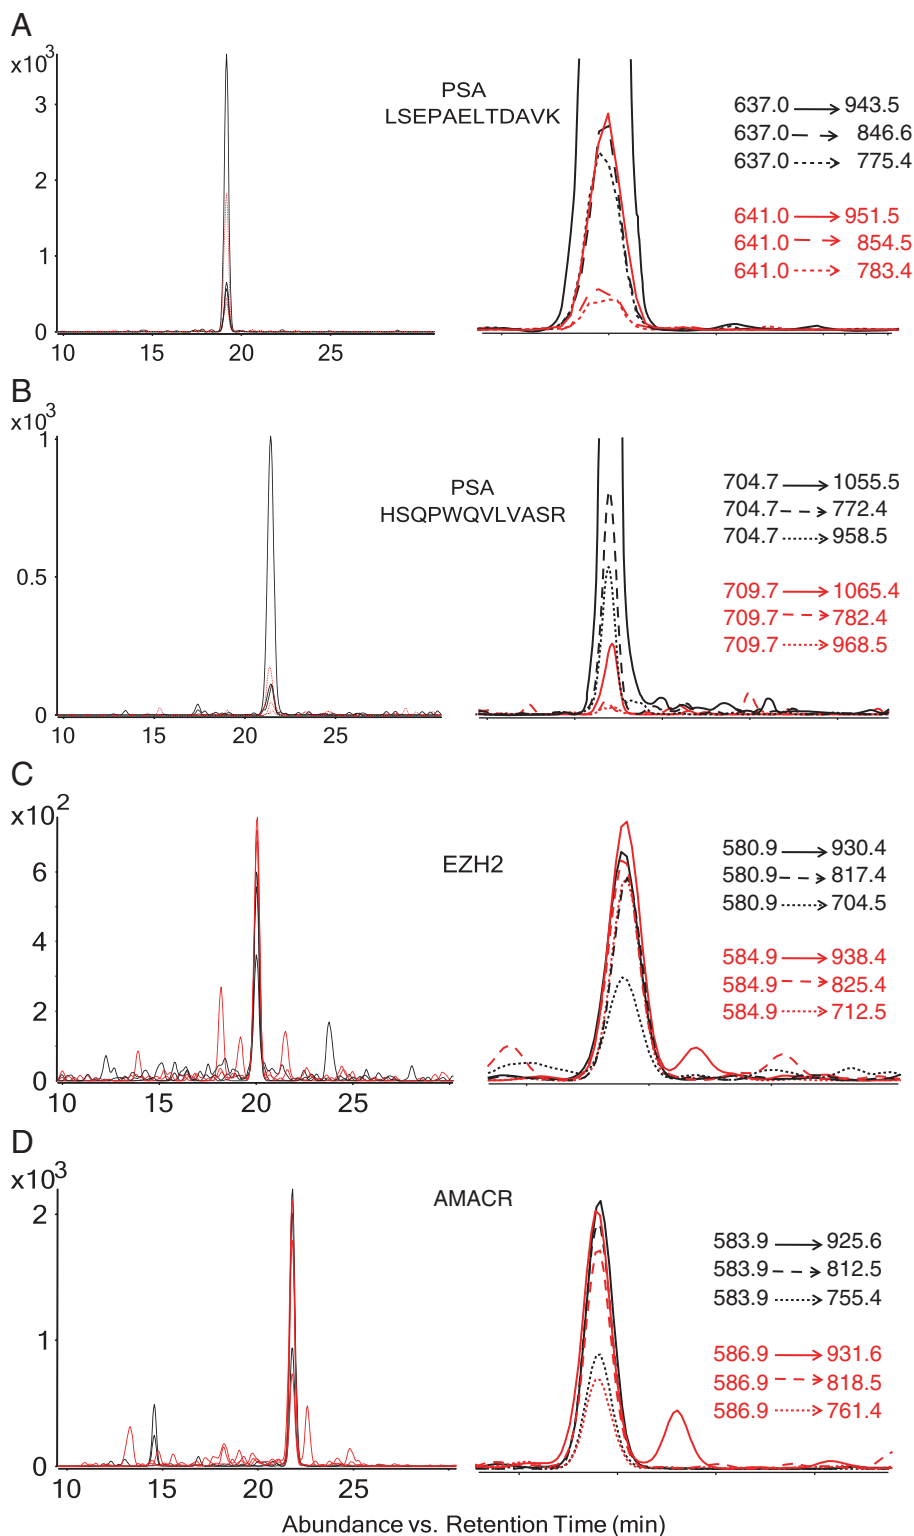 A
x10³
3
2
1
0
10 15 20 25
PSA
LSEPAELTDAVK
637.0 → 943.5
637.0 → 846.6
637.0 → 775.4
641.0 → 951.5
641.0 → 854.5
641.0 → 783.4
B
x10³
1
0.5
0
10 15 20 25
PSA
HSQPWQVLVASR
704.7 → 1055.5
704.7 → 772.4
704.7 → 958.5
709.7 → 1065.4
709.7 → 782.4
709.7 → 968.5
C
x10²
6
4
2
0
10 15 20 25
EZH2
580.9 → 930.4
580.9 → 817.4
580.9 → 704.5
584.9 → 938.4
584.9 → 825.4
584.9 → 712.5
D
x10³
2
1
0
10 15 20 25
AMACR
583.9 → 925.6
583.9 → 812.5
583.9 → 755.4
586.9 → 931.6
586.9 → 818.5
586.9 → 761.4
Abundance vs. Retention Time (min)